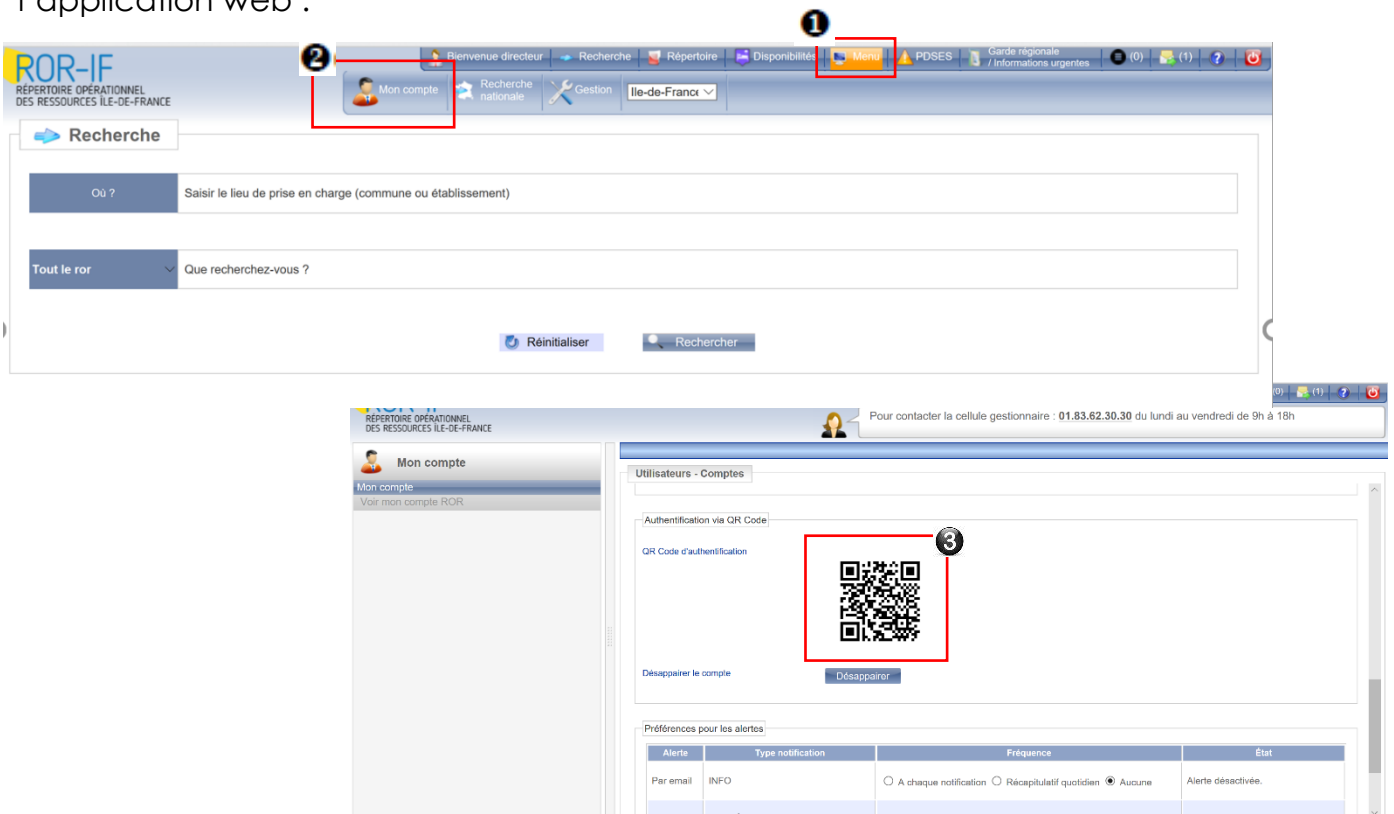 l'application web :
1
2
Bienvenue directeur Recherche Répertoire Disponibilités Menu PDSES Garde régionale / Informations urgentes (0) (1) ?
ROR-IF
RÉPERTOIRE OPÉRATIONNEL
DES RESSOURCES ÎLE-DE-FRANCE
Mon compte Recherche nationale Gestion Ile-de-France
Recherche
Où ? Saisir le lieu de prise en charge (commune ou établissement)
Tout le ror Que recherchez-vous ?
Réinitialiser Rechercher
(0) (1) ?
RÉPERTOIRE OPÉRATIONNEL
DES RESSOURCES ÎLE-DE-FRANCE
Pour contacter la cellule gestionnaire : 01.83.62.30.30 du lundi au vendredi de 9h à 18h
Mon compte
Mon compte
Voir mon compte ROR
Utilisateurs - Comptes
Authentification via QR Code
3
QR Code d'authentification
Désappairer le compte Désappairer
Préférences pour les alertes
Alerte Type notification Fréquence État
Par email INFO A chaque notification Récapitulatif quotidien Aucune Alerte désactivée.